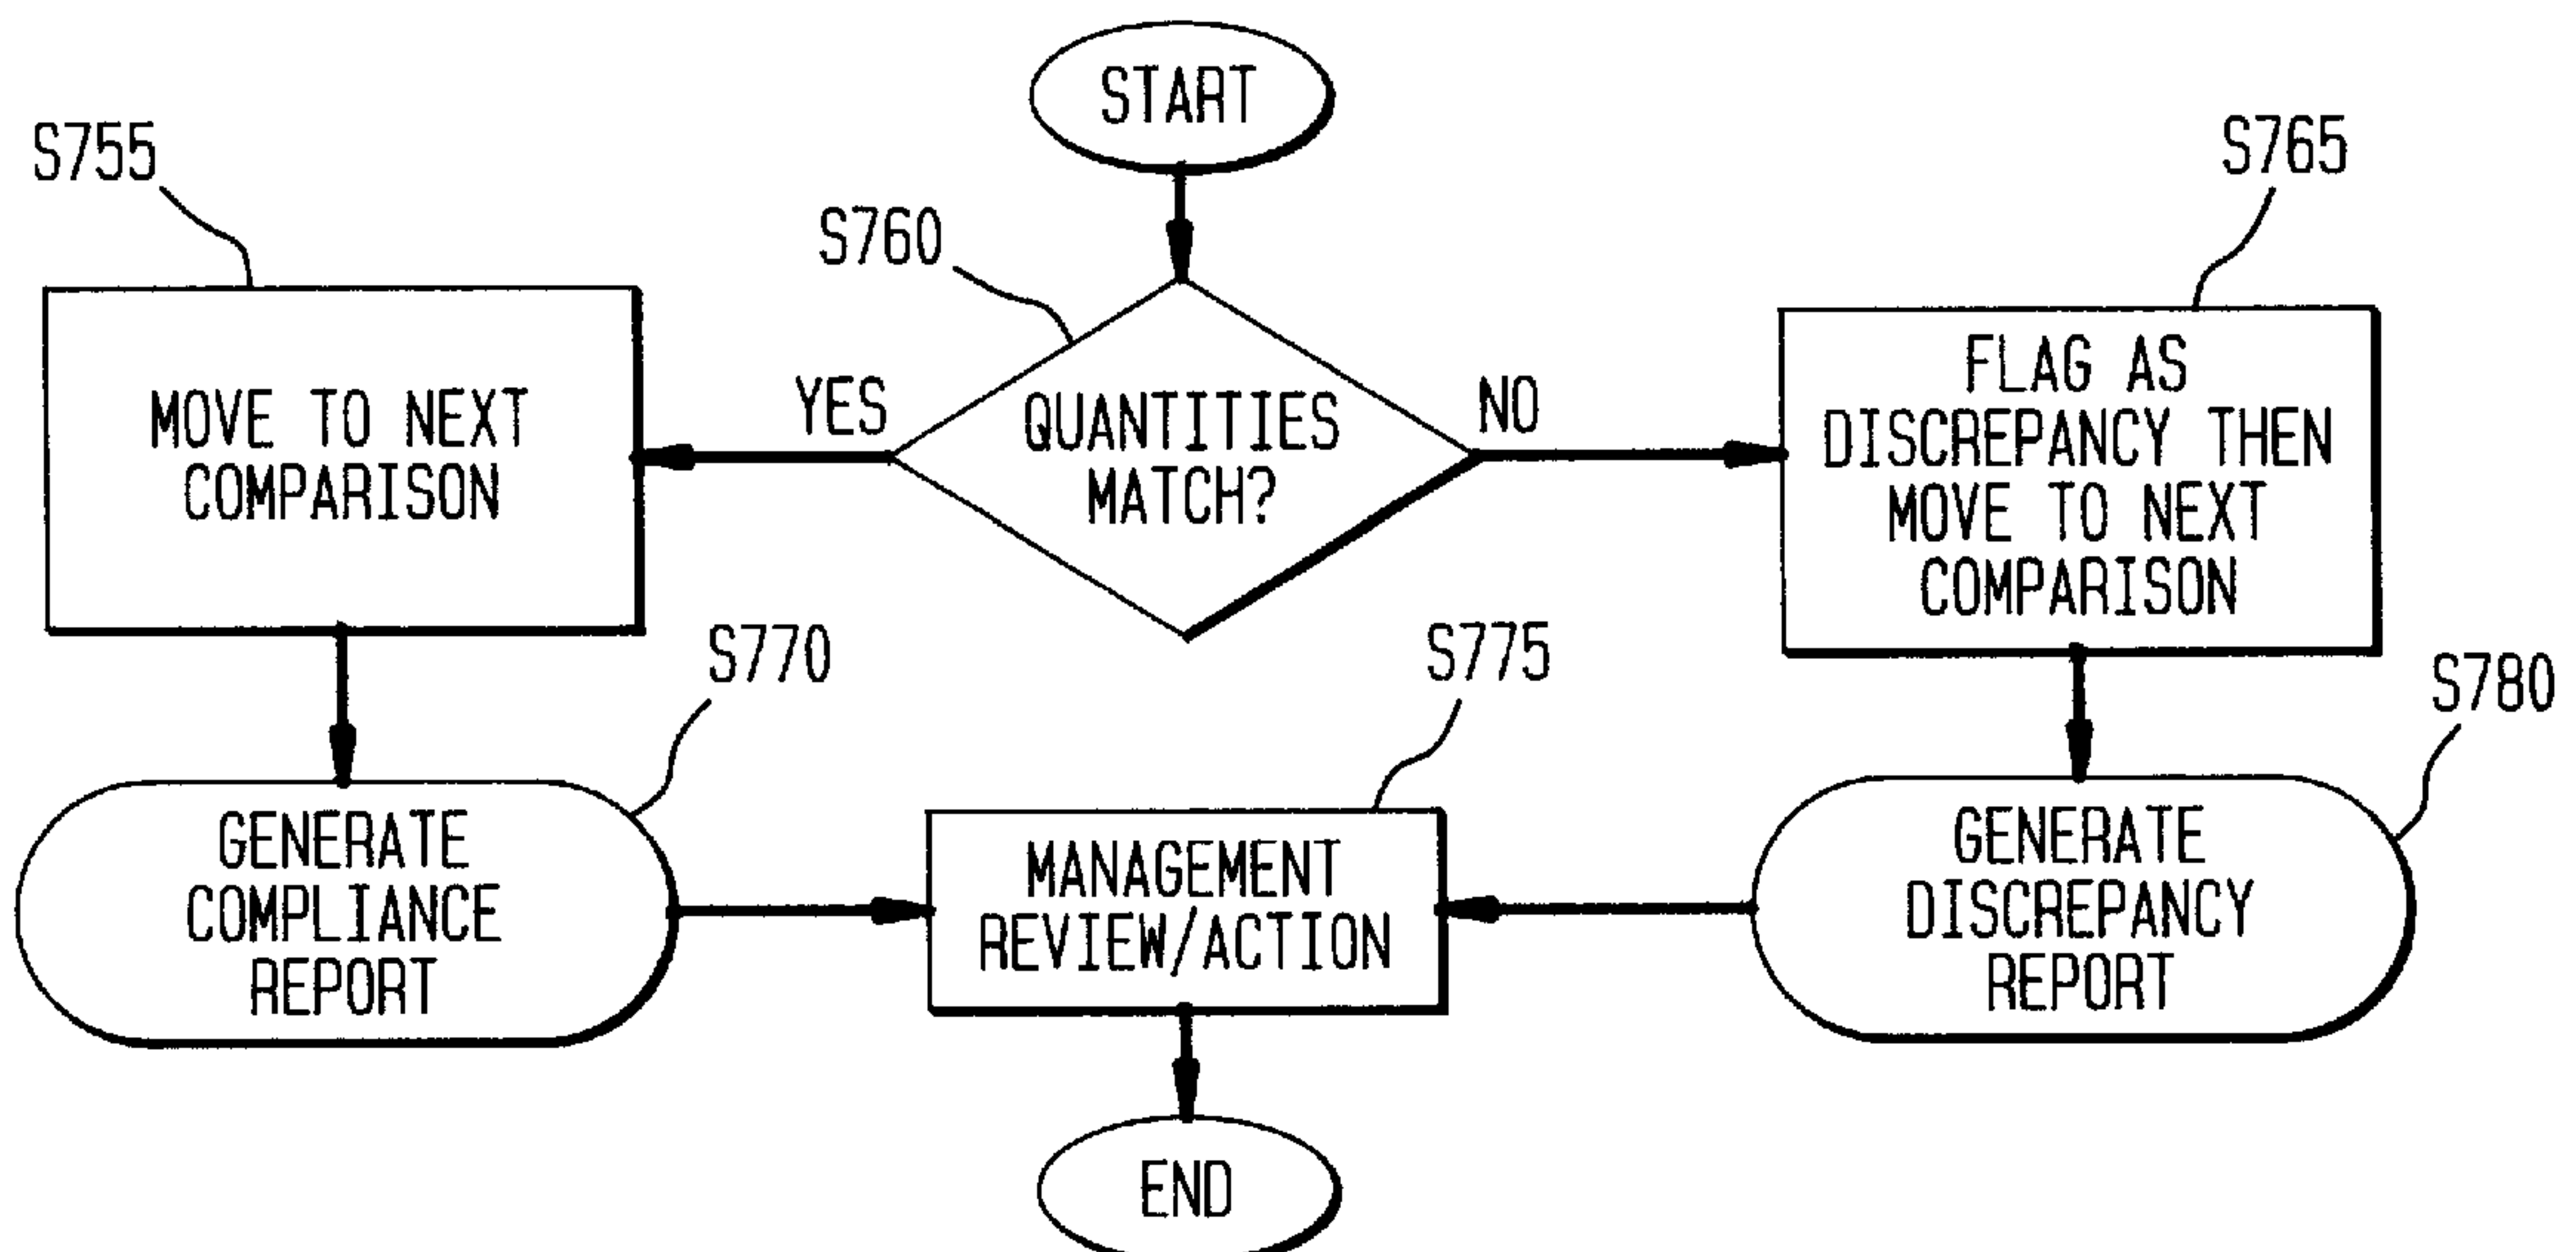 START
S755
S760
S765
MOVE TO NEXT
COMPARISON
YES
QUANTITIES
MATCH?
NO
FLAG AS
DISCREPANCY THEN
MOVE TO NEXT
COMPARISON
S770
S775
S780
GENERATE
COMPLIANCE
REPORT
MANAGEMENT
REVIEW/ACTION
GENERATE
DISCREPANCY
REPORT
END